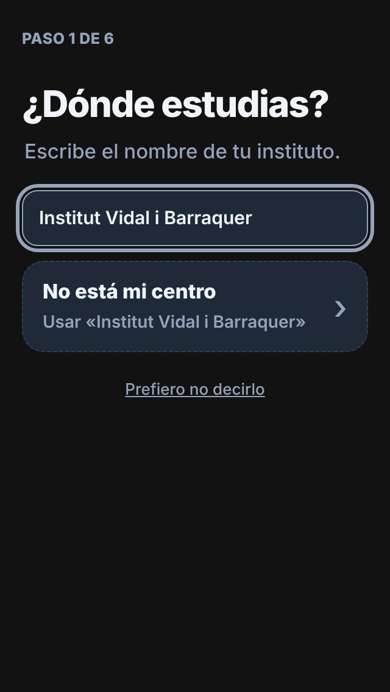 PASO 1 DE 6
¿Dónde estudias?
Escribe el nombre de tu instituto.
Institut Vidal i Barraquer
No está mi centro
Usar «Institut Vidal i Barraquer»
Prefiero no decirlo